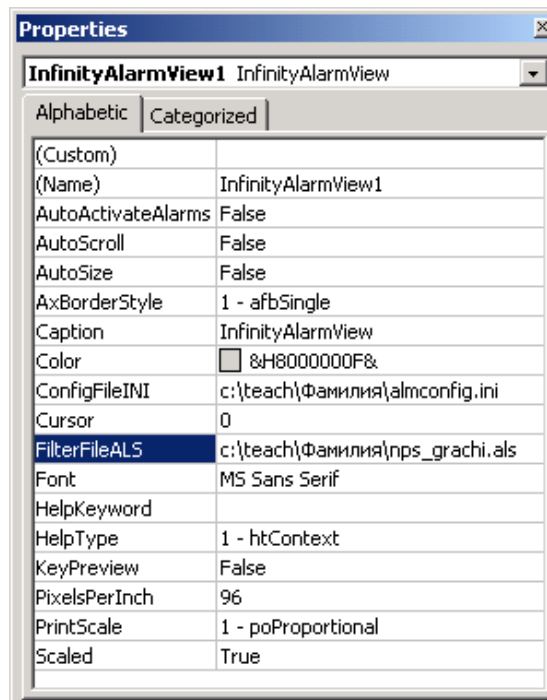 Properties
InfinityAlarmView1 InfinityAlarmView
Alphabetic Categorized
(Custom)
(Name) InfinityAlarmView1
AutoActivateAlarms False
AutoScroll False
AutoSize False
AxBorderStyle 1 - afbSingle
Caption InfinityAlarmView
Color &H8000000F&
ConfigFileINI c:\teach\Фамилия\almconfig.ini
Cursor 0
FilterFileALS c:\teach\Фамилия\nps_grachi.als
Font MS Sans Serif
HelpKeyword
HelpType 1 - htContext
KeyPreview False
PixelsPerInch 96
PrintScale 1 - poProportional
Scaled True